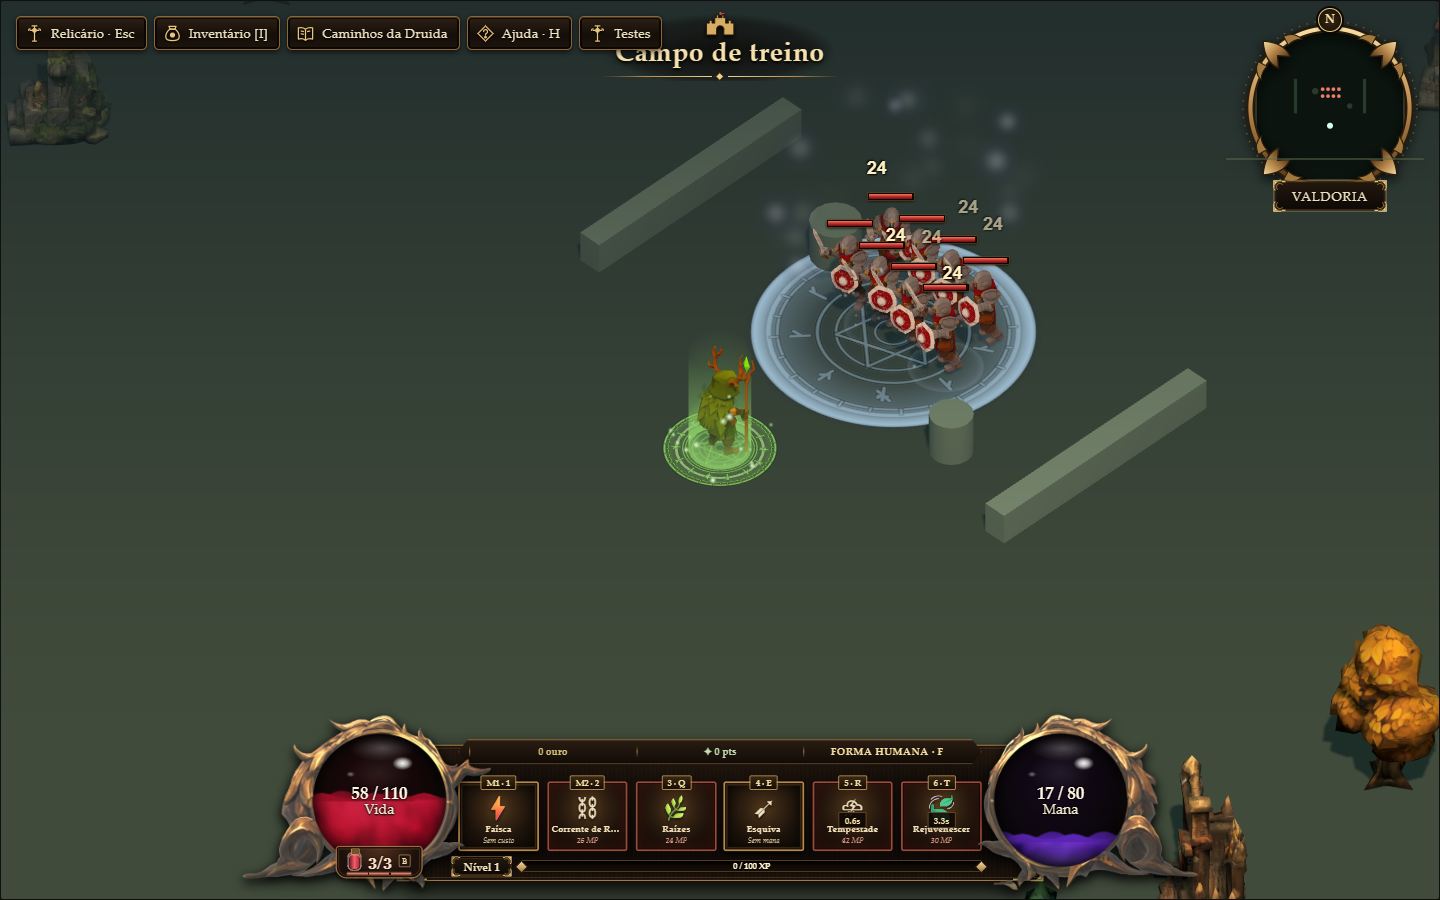 Relicário · Esc
Inventário [I]
Caminhos da Druida
Ajuda · H
Testes
Campo de treino
N
VALDORIA
24
24
24
24
24
24
58 / 110
Vida
3/3
B
0 ouro
0 pts
FORMA HUMANA · F
M1 · 1
Faísca
Sem custo
M2 · 2
Corrente de R...
26 MP
3 · Q
Raízes
24 MP
4 · E
Esquiva
Sem mana
5 · R
0.6s
Tempestade
42 MP
6 · T
3.3s
Rejuvenescer
30 MP
17 / 80
Mana
Nível 1
0 / 100 XP